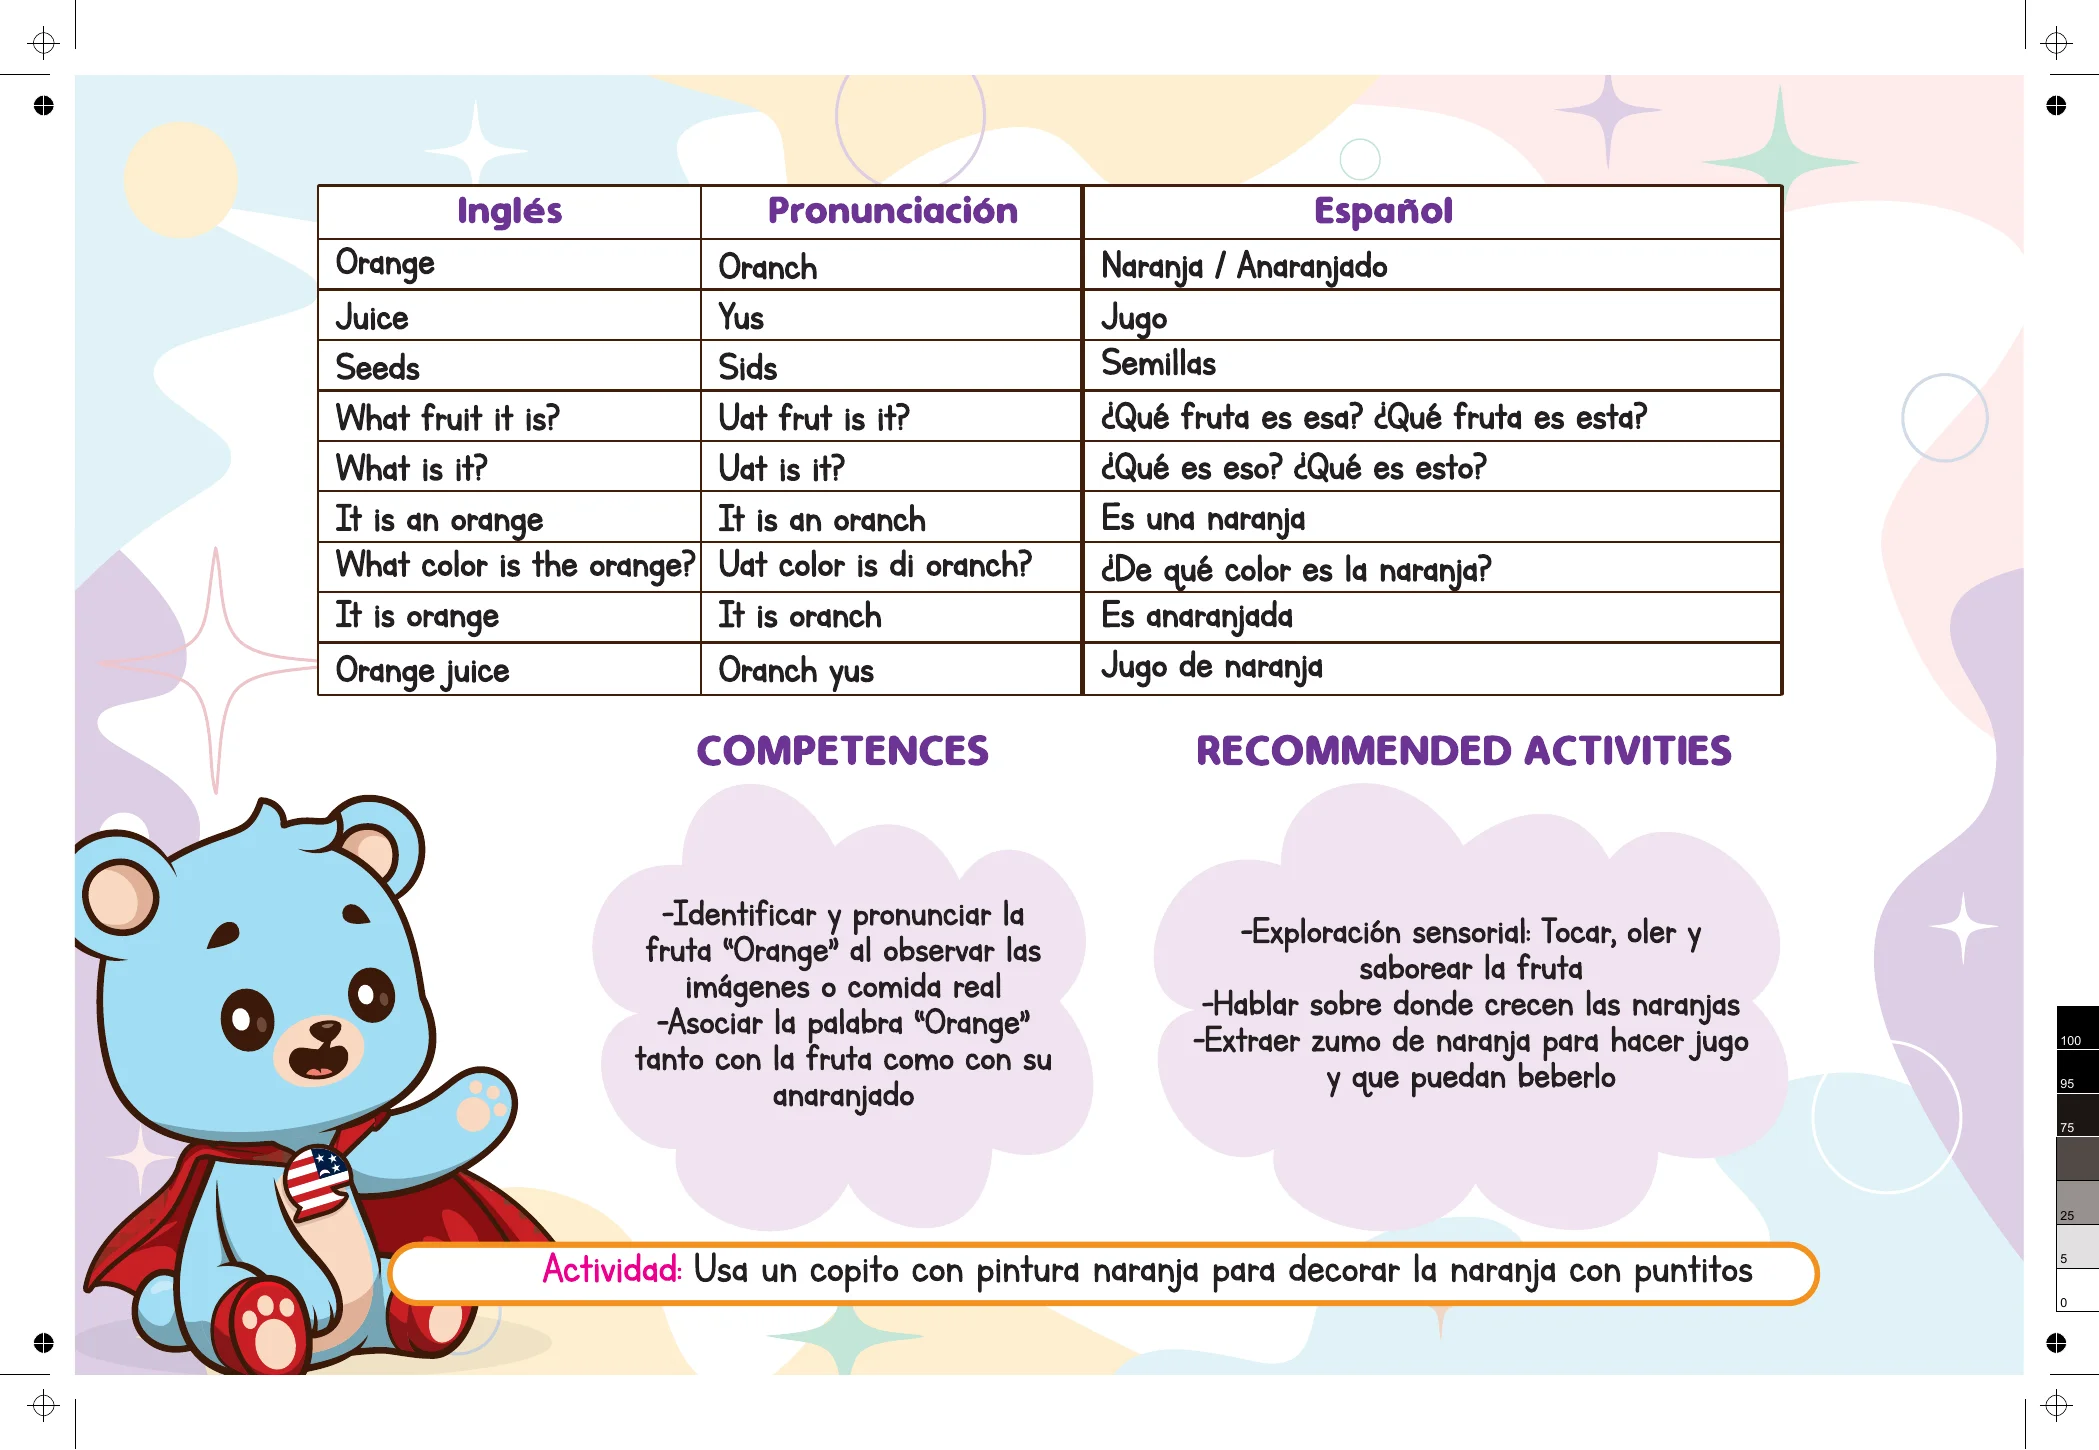 Inglés Pronunciación Español
Orange Oranch Naranja / Anaranjado
Juice Yus Jugo
Seeds Sids Semillas
What fruit it is? Uat frut is it? ¿Qué fruta es esa? ¿Qué fruta es esta?
What is it? Uat is it? ¿Qué es eso? ¿Qué es esto?
It is an orange It is an oranch Es una naranja
What color is the orange? Uat color is di oranch? ¿De qué color es la naranja?
It is orange It is oranch Es anaranjada
Orange juice Oranch yus Jugo de naranja
COMPETENCES
-Identificar y pronunciar la
fruta “Orange” al observar las
imágenes o comida real
-Asociar la palabra “Orange”
tanto con la fruta como con su
anaranjado
RECOMMENDED ACTIVITIES
-Exploración sensorial: Tocar, oler y
saborear la fruta
-Hablar sobre donde crecen las naranjas
-Extraer zumo de naranja para hacer jugo
y que puedan beberlo
Actividad: Usa un copito con pintura naranja para decorar la naranja con puntitos
100
95
75
25
5
0